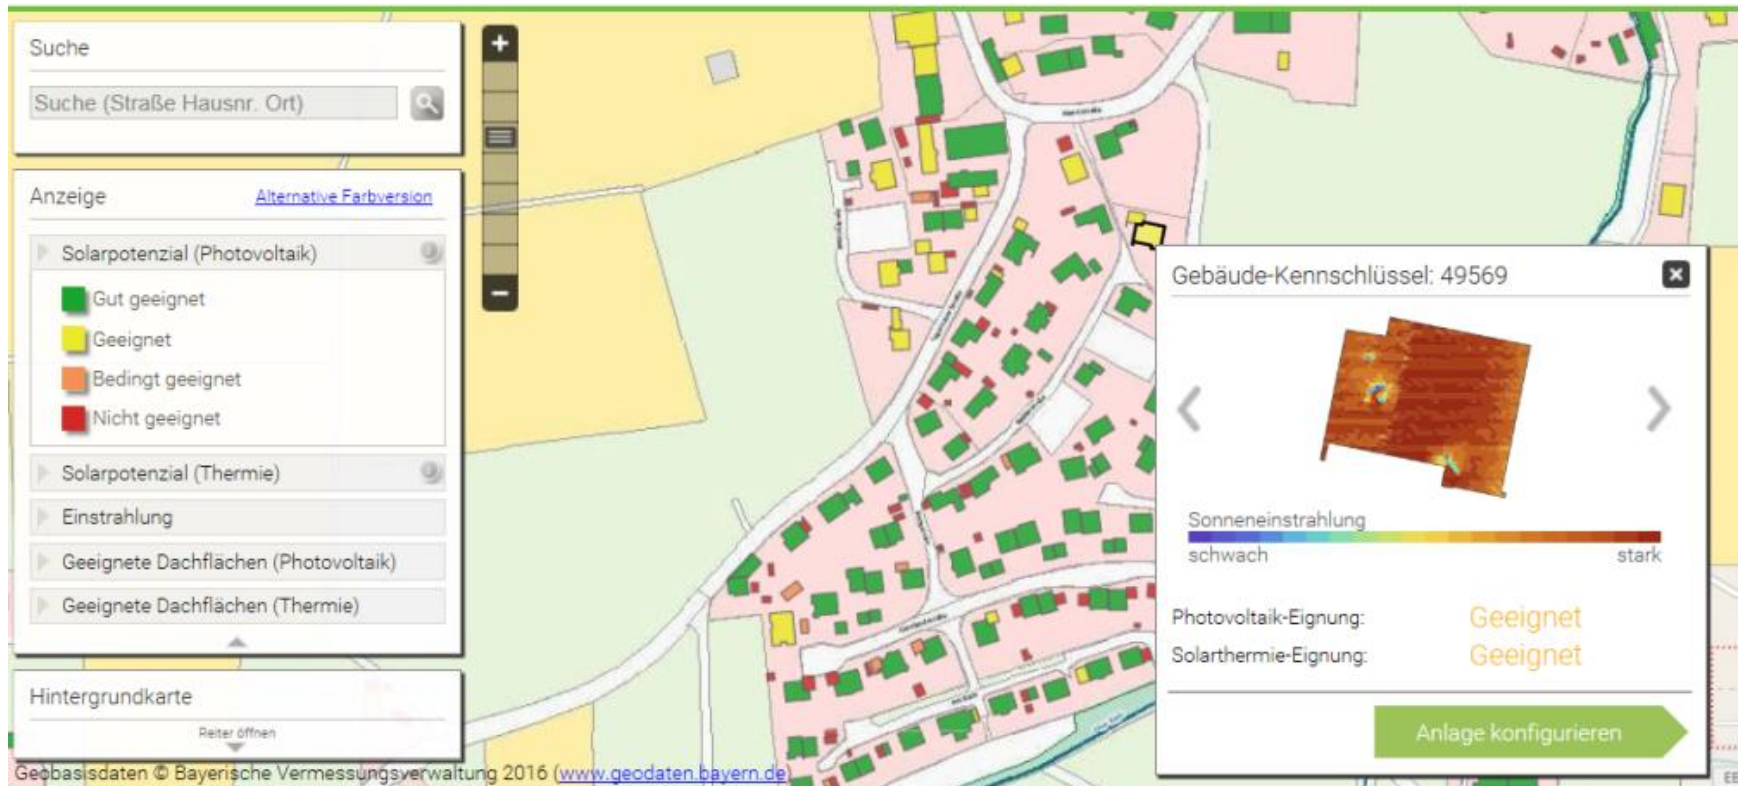 Suche
Suche (Straße Hausnr. Ort)
Anzeige
Alternative Farbversion
Solarpotenzial (Photovoltaik)
Gut geeignet
Geeignet
Bedingt geeignet
Nicht geeignet
Solarpotenzial (Thermie)
Einstrahlung
Geeignete Dachflächen (Photovoltaik)
Geeignete Dachflächen (Thermie)
Hintergrundkarte
Reiter öffnen
Geobasisdaten © Bayerische Vermessungsverwaltung 2016 (www.geodaten.bayern.de)
Gebäude-Kennschlüssel: 49569
Sonneneinstrahlung
schwach stark
Photovoltaik-Eignung: Geeignet
Solarthermie-Eignung: Geeignet
Anlage konfigurieren